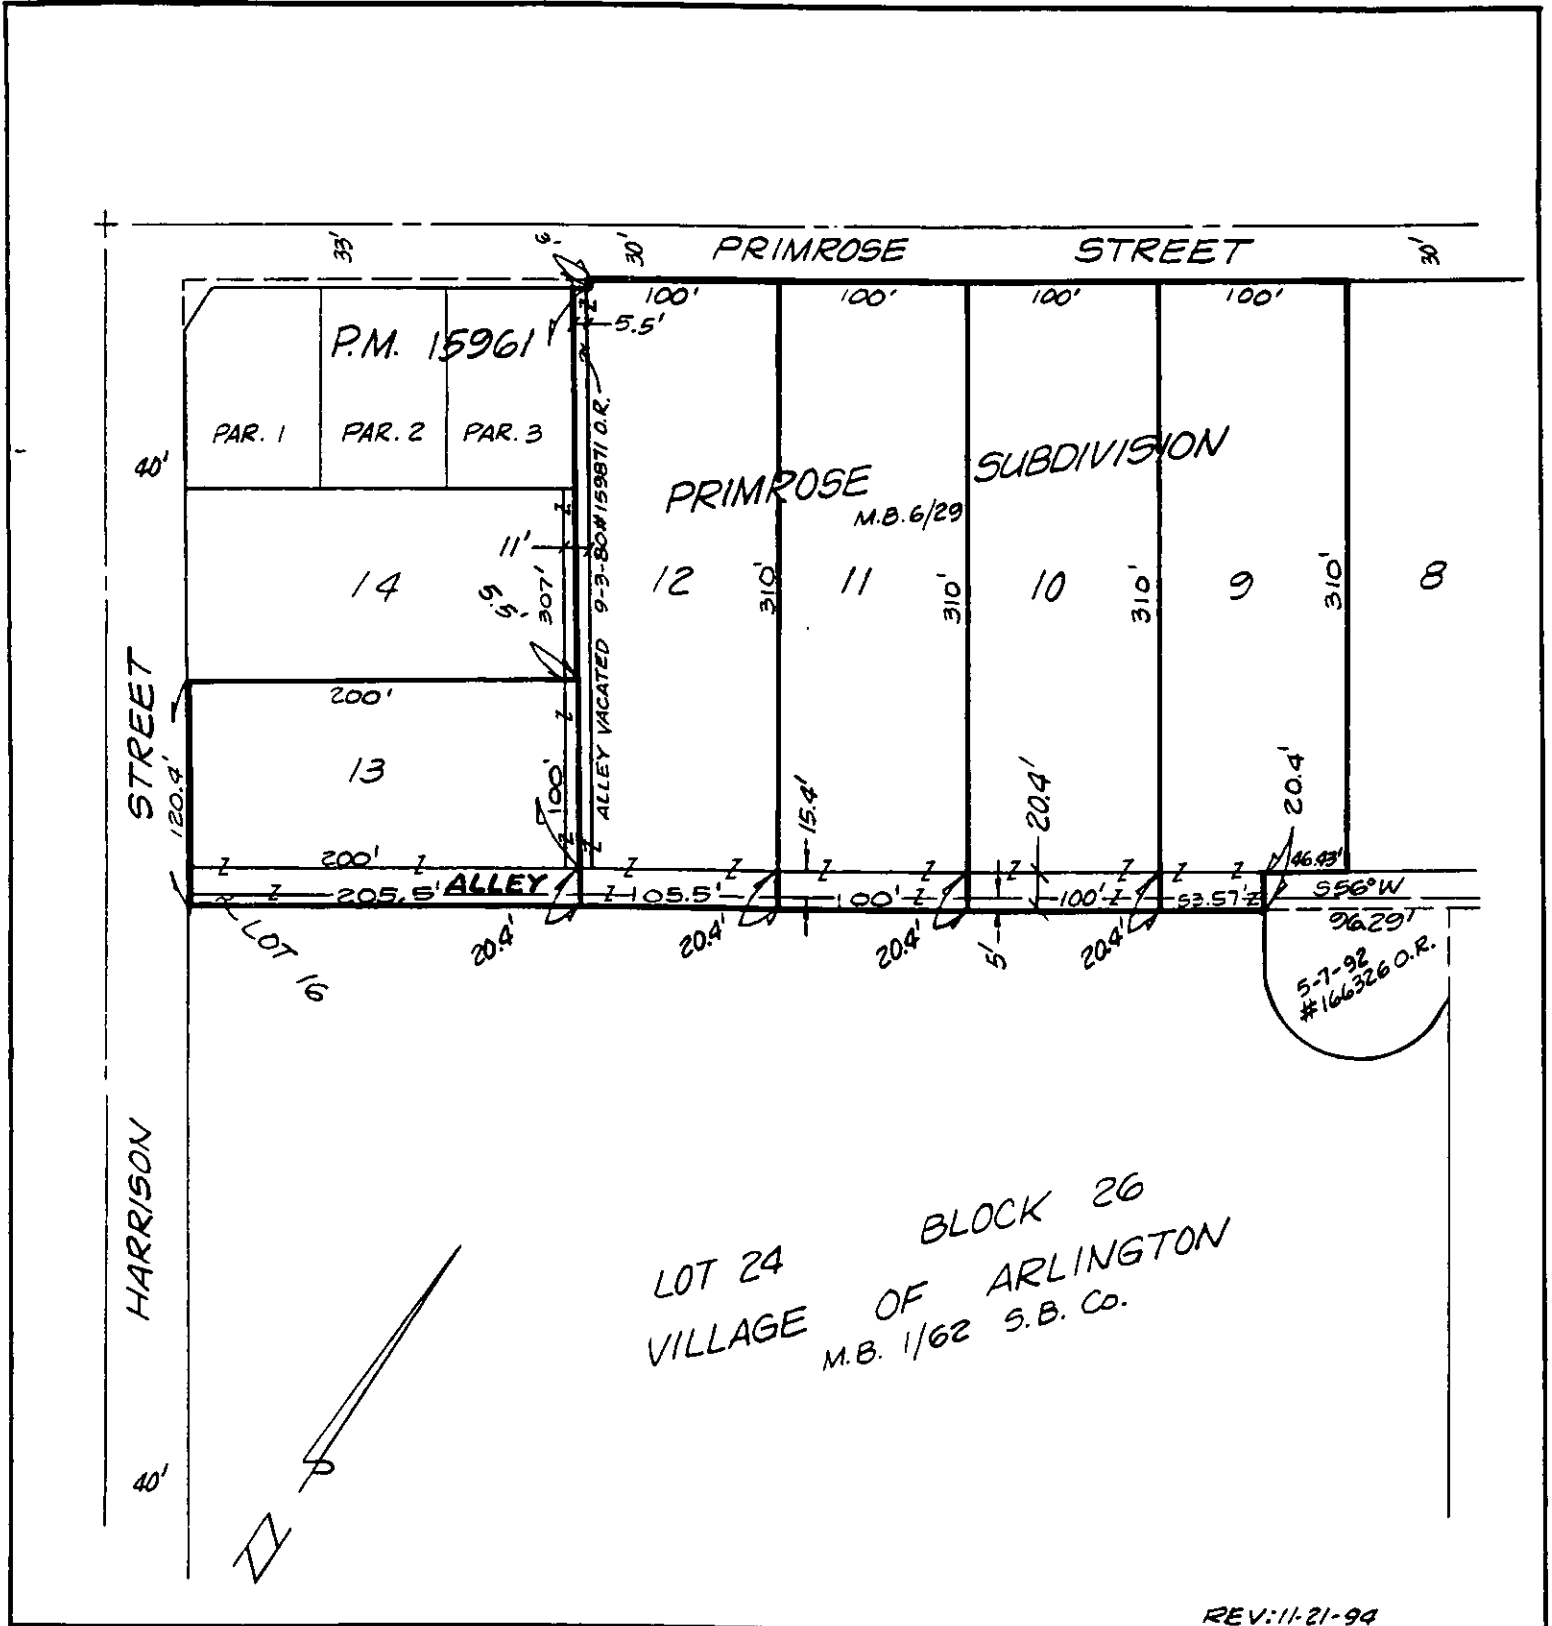 33'
6'
30'
PRIMROSE STREET
30'
100'
100'
100'
100'
5.5'
P.M. 15961
PAR. 1
PAR. 2
PAR. 3
40'
PRIMROSE SUBDIVISION
M.B. 6/29
ALLEY VACATED 9-3-80 #159871 O.R.
11'
5.5'
307'
14
12
310'
11
310'
10
310'
9
310'
8
200'
13
100'
120.4'
200'
HARRISON STREET
15.4'
20.4'
20.4'
46.43'
205.5'
ALLEY
105.5'
100'
100'
53.57'
S56°W
96.29'
LOT 16
20.4'
20.4'
20.4'
5'
20.4'
5-7-92
#166326 O.R.
LOT 24 BLOCK 26
VILLAGE OF ARLINGTON
M.B. 1/62 S.B. Co.
40'
N
REV: 11-21-94